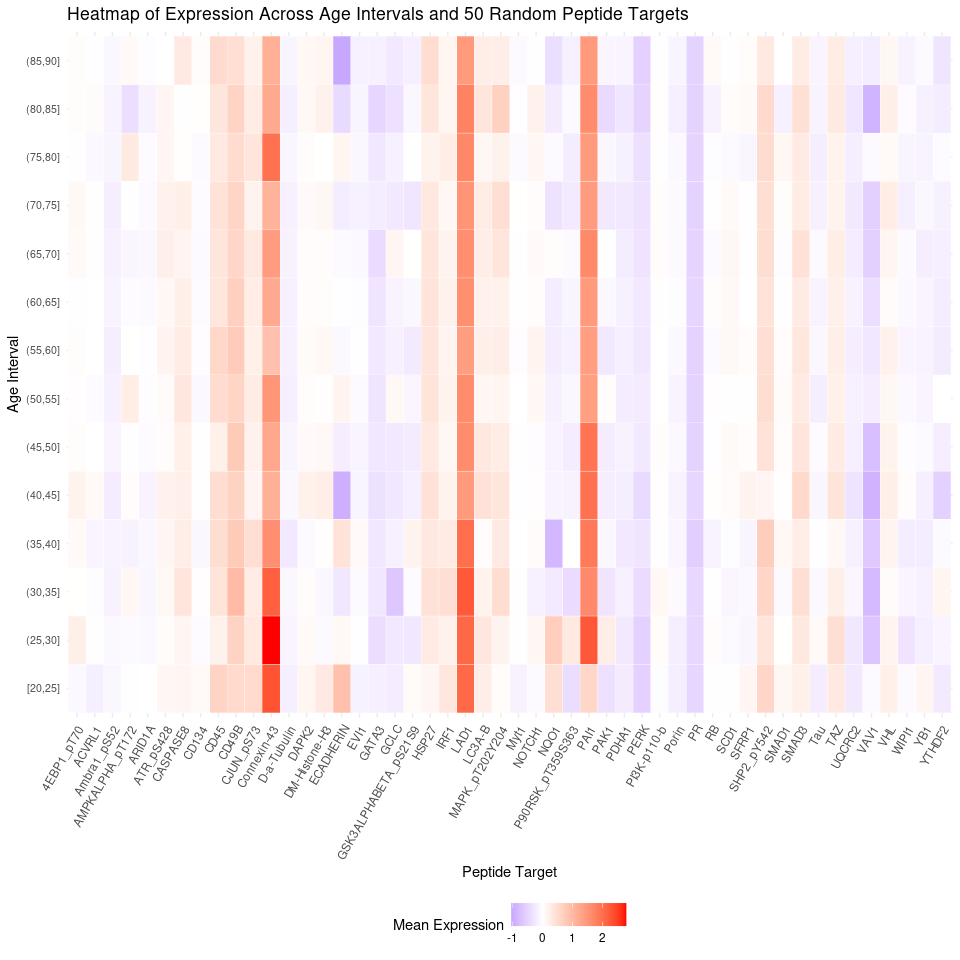 Heatmap of Expression Across Age Intervals and 50 Random Peptide Targets
Age Interval
(85,90]
(80,85]
(75,80]
(70,75]
(65,70]
(60,65]
(55,60]
(50,55]
(45,50]
(40,45]
(35,40]
(30,35]
(25,30]
[20,25]
4EBP1_pT70
ACVRL1
Ambra1_pS52
AMPKALPHA_pT172
ARID1A
ATR_pS428
CASPASE8
CD134
CD45
CD49B
CJUN_pS73
Connexin-43
D-a-Tubulin
DAPK2
DM-Histone-H3
ECADHERIN
EVI1
GATA3
GCLC
GSK3ALPHABETA_pS21S9
HSP27
IRF1
LAD1
LC3A-B
MAPK_pT202Y204
Myt1
NOTCH1
NQO1
P90RSK_pT359S363
PAI1
PAK1
PDHA1
PERK
PI3K-p110-b
Porin
PR
RB
SCD1
SFRP1
SHP2_pY542
SMAD1
SMAD3
Tau
TAZ
UQCRC2
VAV1
VHL
WIPI1
YB1
YTHDF2
Peptide Target
Mean Expression
-1 0 1 2